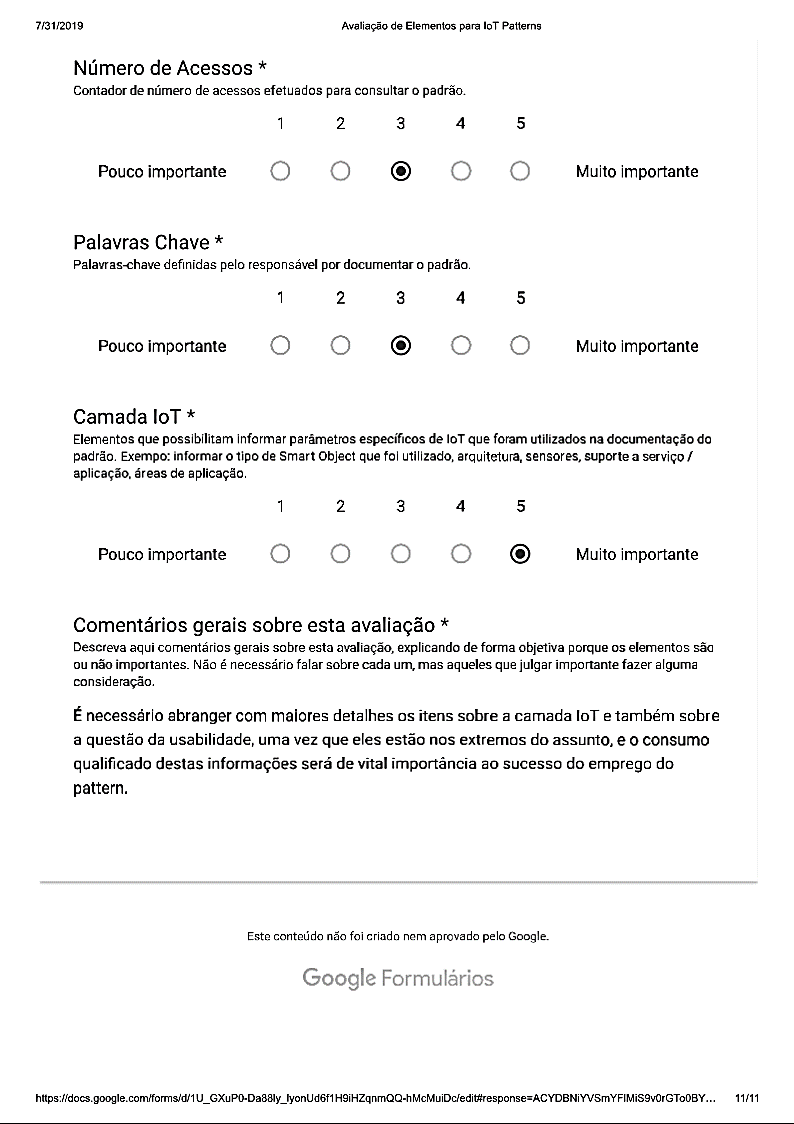 7/31/2019 Avaliação de Elementos para IoT Patterns
Número de Acessos *
Contador de número de acessos efetuados para consultar o padrão.
1 2 3 4 5
Pouco importante Muito importante
Palavras Chave *
Palavras-chave definidas pelo responsável por documentar o padrão.
1 2 3 4 5
Pouco importante Muito importante
Camada IoT *
Elementos que possibilitam informar parâmetros específicos de IoT que foram utilizados na documentação do
padrão. Exempo: informar o tipo de Smart Object que foi utilizado, arquitetura, sensores, suporte a serviço /
aplicação, áreas de aplicação.
1 2 3 4 5
Pouco importante Muito importante
Comentários gerais sobre esta avaliação *
Descreva aqui comentários gerais sobre esta avaliação, explicando de forma objetiva porque os elementos são
ou não importantes. Não é necessário falar sobre cada um, mas aqueles que julgar importante fazer alguma
consideração.
É necessário abranger com maiores detalhes os itens sobre a camada IoT e também sobre
a questão da usabilidade, uma vez que eles estão nos extremos do assunto, e o consumo
qualificado destas informações será de vital importância ao sucesso do emprego do
pattern.
Este conteúdo não foi criado nem aprovado pelo Google.
Google Formulários
https://docs.google.com/forms/d/1U_GXuP0-Da88ly_lyonUd6f1H9iHZqnmQQ-hMcMuiDc/edit#response=ACYDBNiYVSmYFlMiS9v0rGTo0BY… 11/11